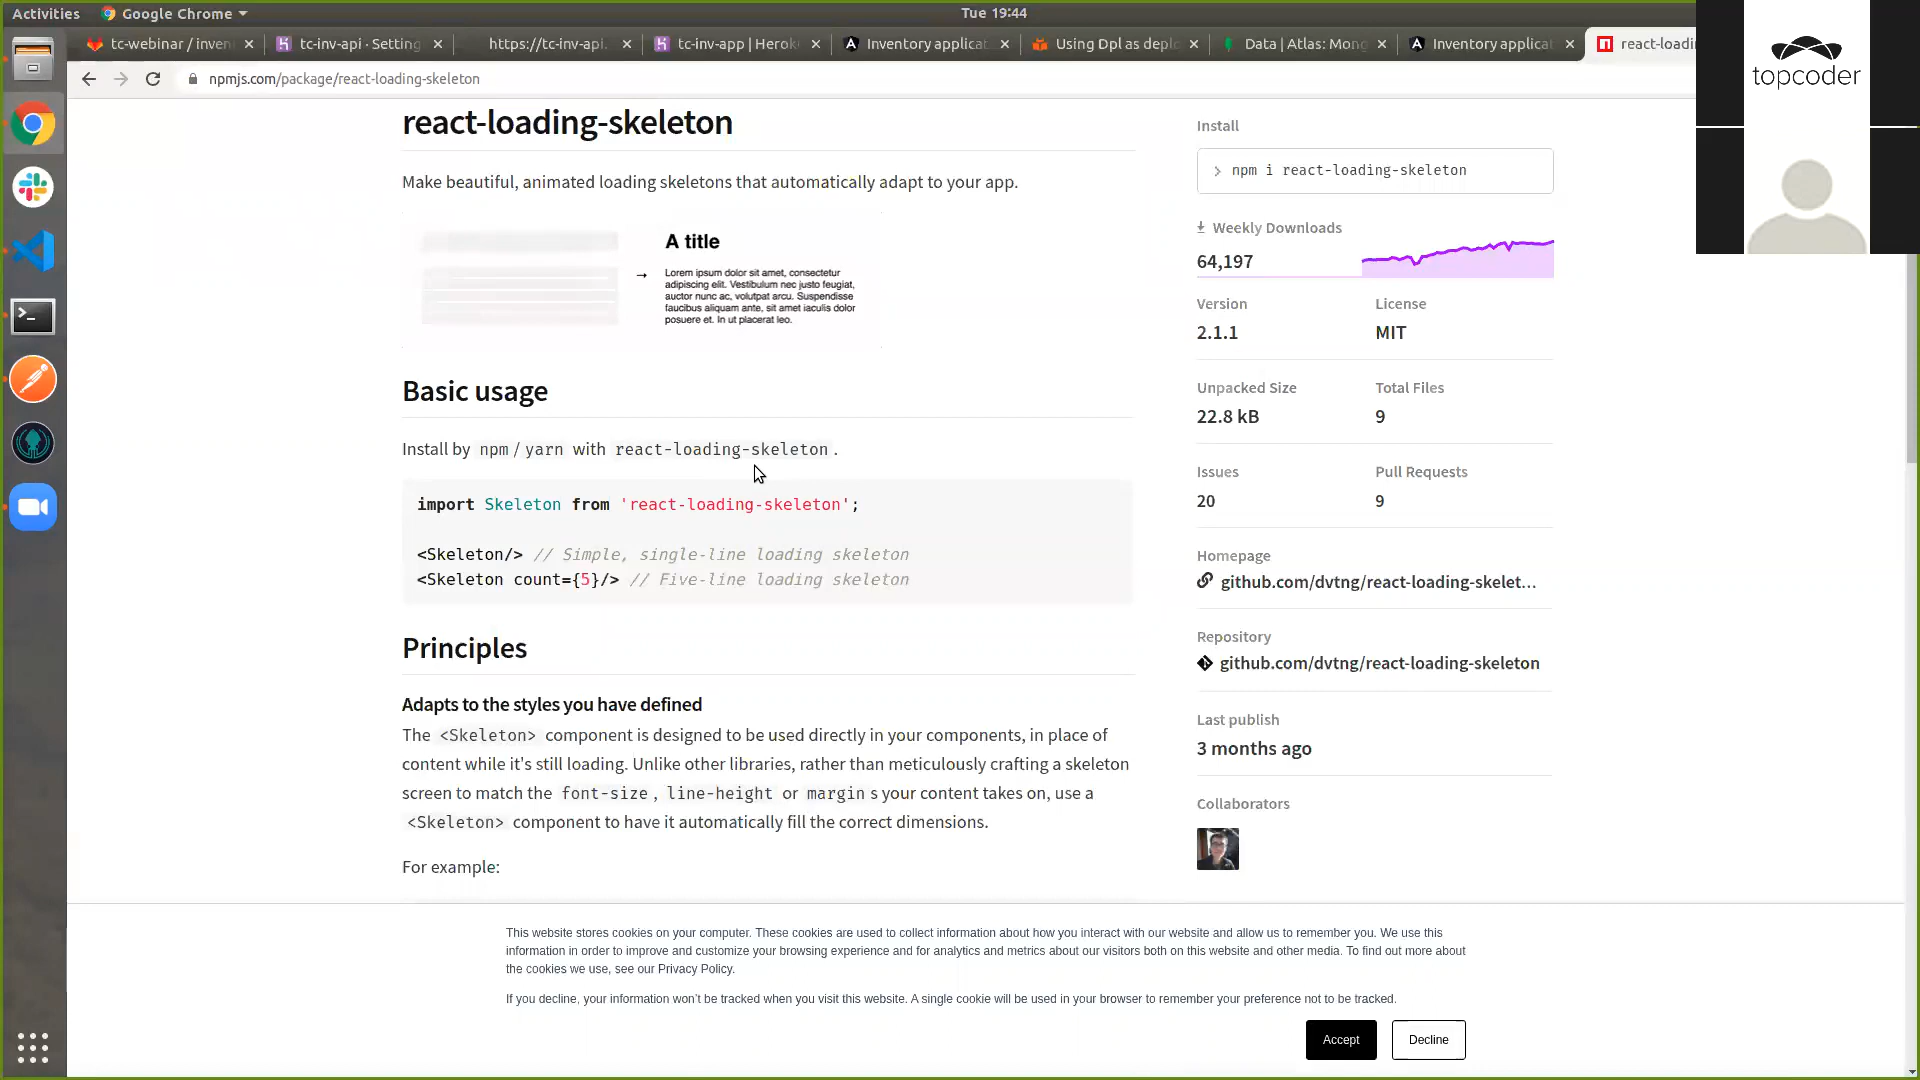 Activities
Google Chrome
Tue 19:44
tc-webinar / inven
tc-inv-api · Setting
https://tc-inv-api.
tc-inv-app | Heroku
Inventory applicat
Using Dpl as deplo
Data | Atlas: Mong
Inventory applicat
react-loadi
npmjs.com/package/react-loading-skeleton
topcoder
react-loading-skeleton
Make beautiful, animated loading skeletons that automatically adapt to your app.
→
A title
Lorem ipsum dolor sit amet, consectetur
adipiscing elit. Vestibulum nec justo feugiat,
auctor nunc ac, volutpat arcu. Suspendisse
faucibus aliquam ante, sit amet iaculis dolor
posuere et. In ut placerat leo.
Basic usage
Install by npm / yarn with react-loading-skeleton .
import Skeleton from 'react-loading-skeleton';
<Skeleton/> // Simple, single-line loading skeleton
<Skeleton count={5}/> // Five-line loading skeleton
Principles
Adapts to the styles you have defined
The <Skeleton> component is designed to be used directly in your components, in place of
content while it's still loading. Unlike other libraries, rather than meticulously crafting a skeleton
screen to match the font-size , line-height or margin s your content takes on, use a
<Skeleton> component to have it automatically fill the correct dimensions.
For example:
Install
> npm i react-loading-skeleton
Weekly Downloads
64,197
Version
License
2.1.1
MIT
Unpacked Size
Total Files
22.8 kB
9
Issues
Pull Requests
20
9
Homepage
github.com/dvtng/react-loading-skelet...
Repository
github.com/dvtng/react-loading-skeleton
Last publish
3 months ago
Collaborators
This website stores cookies on your computer. These cookies are used to collect information about how you interact with our website and allow us to remember you. We use this
information in order to improve and customize your browsing experience and for analytics and metrics about our visitors both on this website and other media. To find out more about
the cookies we use, see our Privacy Policy.
If you decline, your information won't be tracked when you visit this website. A single cookie will be used in your browser to remember your preference not to be tracked.
Accept
Decline